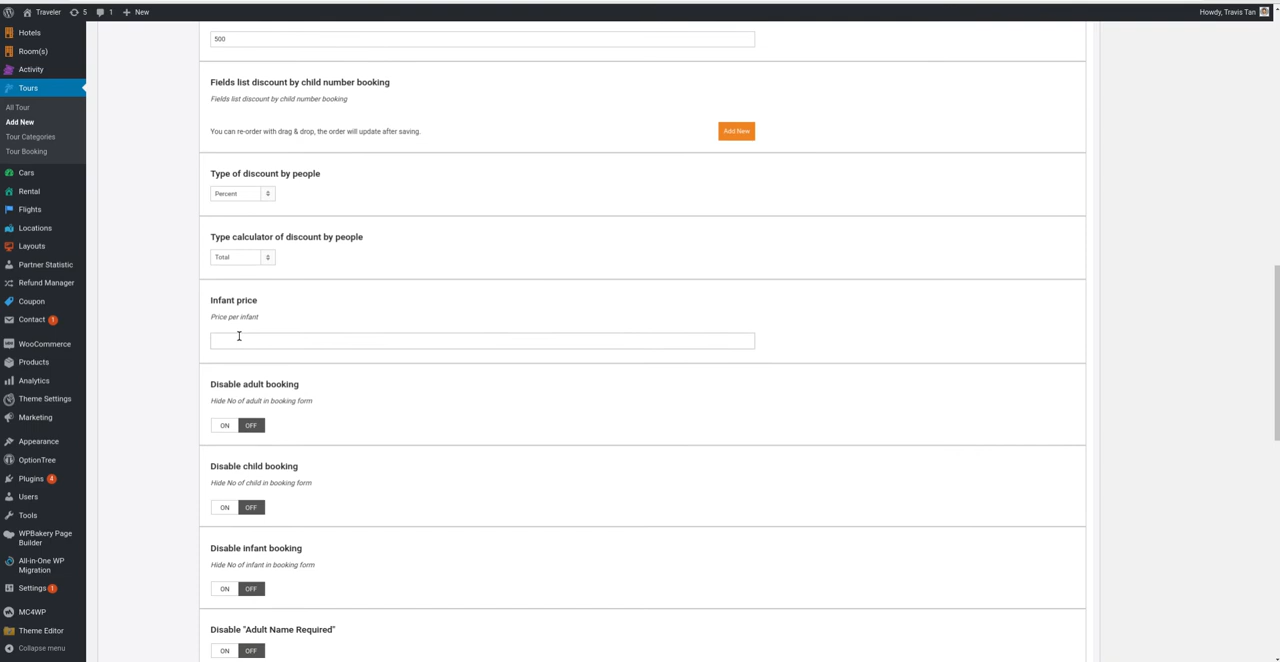 Traveler
5
1
New
Howdy, Travis Tan
Hotels
Room(s)
Activity
Tours
All Tour
Add New
Tour Categories
Tour Booking
Cars
Rental
Flights
Locations
Layouts
Partner Statistic
Refund Manager
Coupon
Contact 1
WooCommerce
Products
Analytics
Theme Settings
Marketing
Appearance
OptionTree
Plugins 4
Users
Tools
WPBakery Page
Builder
All-in-One WP
Migration
Settings 1
MC4WP
Theme Editor
Collapse menu
500
Fields list discount by child number booking
Fields list discount by child number booking
You can re-order with drag & drop, the order will update after saving.
Add New
Type of discount by people
Percent
Type calculator of discount by people
Total
Infant price
Price per infant
Disable adult booking
Hide No of adult in booking form
ON OFF
Disable child booking
Hide No of child in booking form
ON OFF
Disable infant booking
Hide No of infant in booking form
ON OFF
Disable "Adult Name Required"
ON OFF